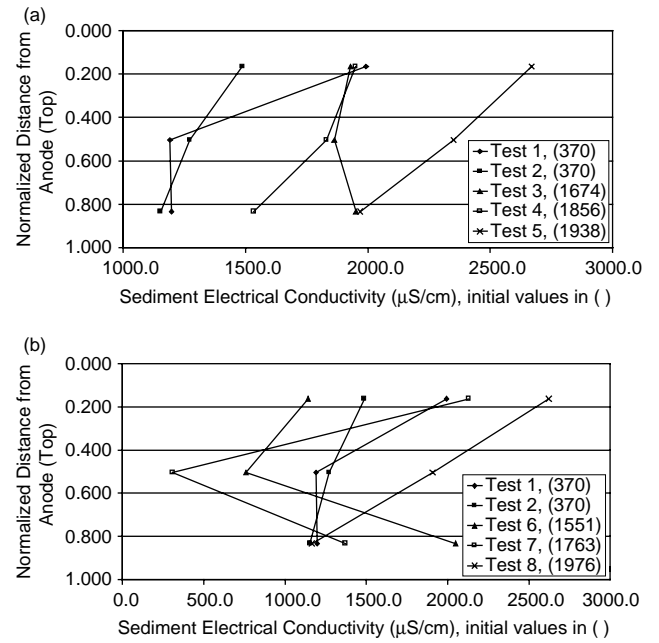 (a)
Normalized Distance from
Anode (Top)
0.000
0.200
0.400
0.600
0.800
1.000
1000.0 1500.0 2000.0 2500.0 3000.0
Sediment Electrical Conductivity (μS/cm), initial values in ( )
Test 1, (370)
Test 2, (370)
Test 3, (1674)
Test 4, (1856)
Test 5, (1938)
(b)
Normalized Distance from
Anode (Top)
0.000
0.200
0.400
0.600
0.800
1.000
0.0 500.0 1000.0 1500.0 2000.0 2500.0 3000.0
Sediment Electrical Conductivity (μS/cm), initial values in ( )
Test 1, (370)
Test 2, (370)
Test 6, (1551)
Test 7, (1763)
Test 8, (1976)